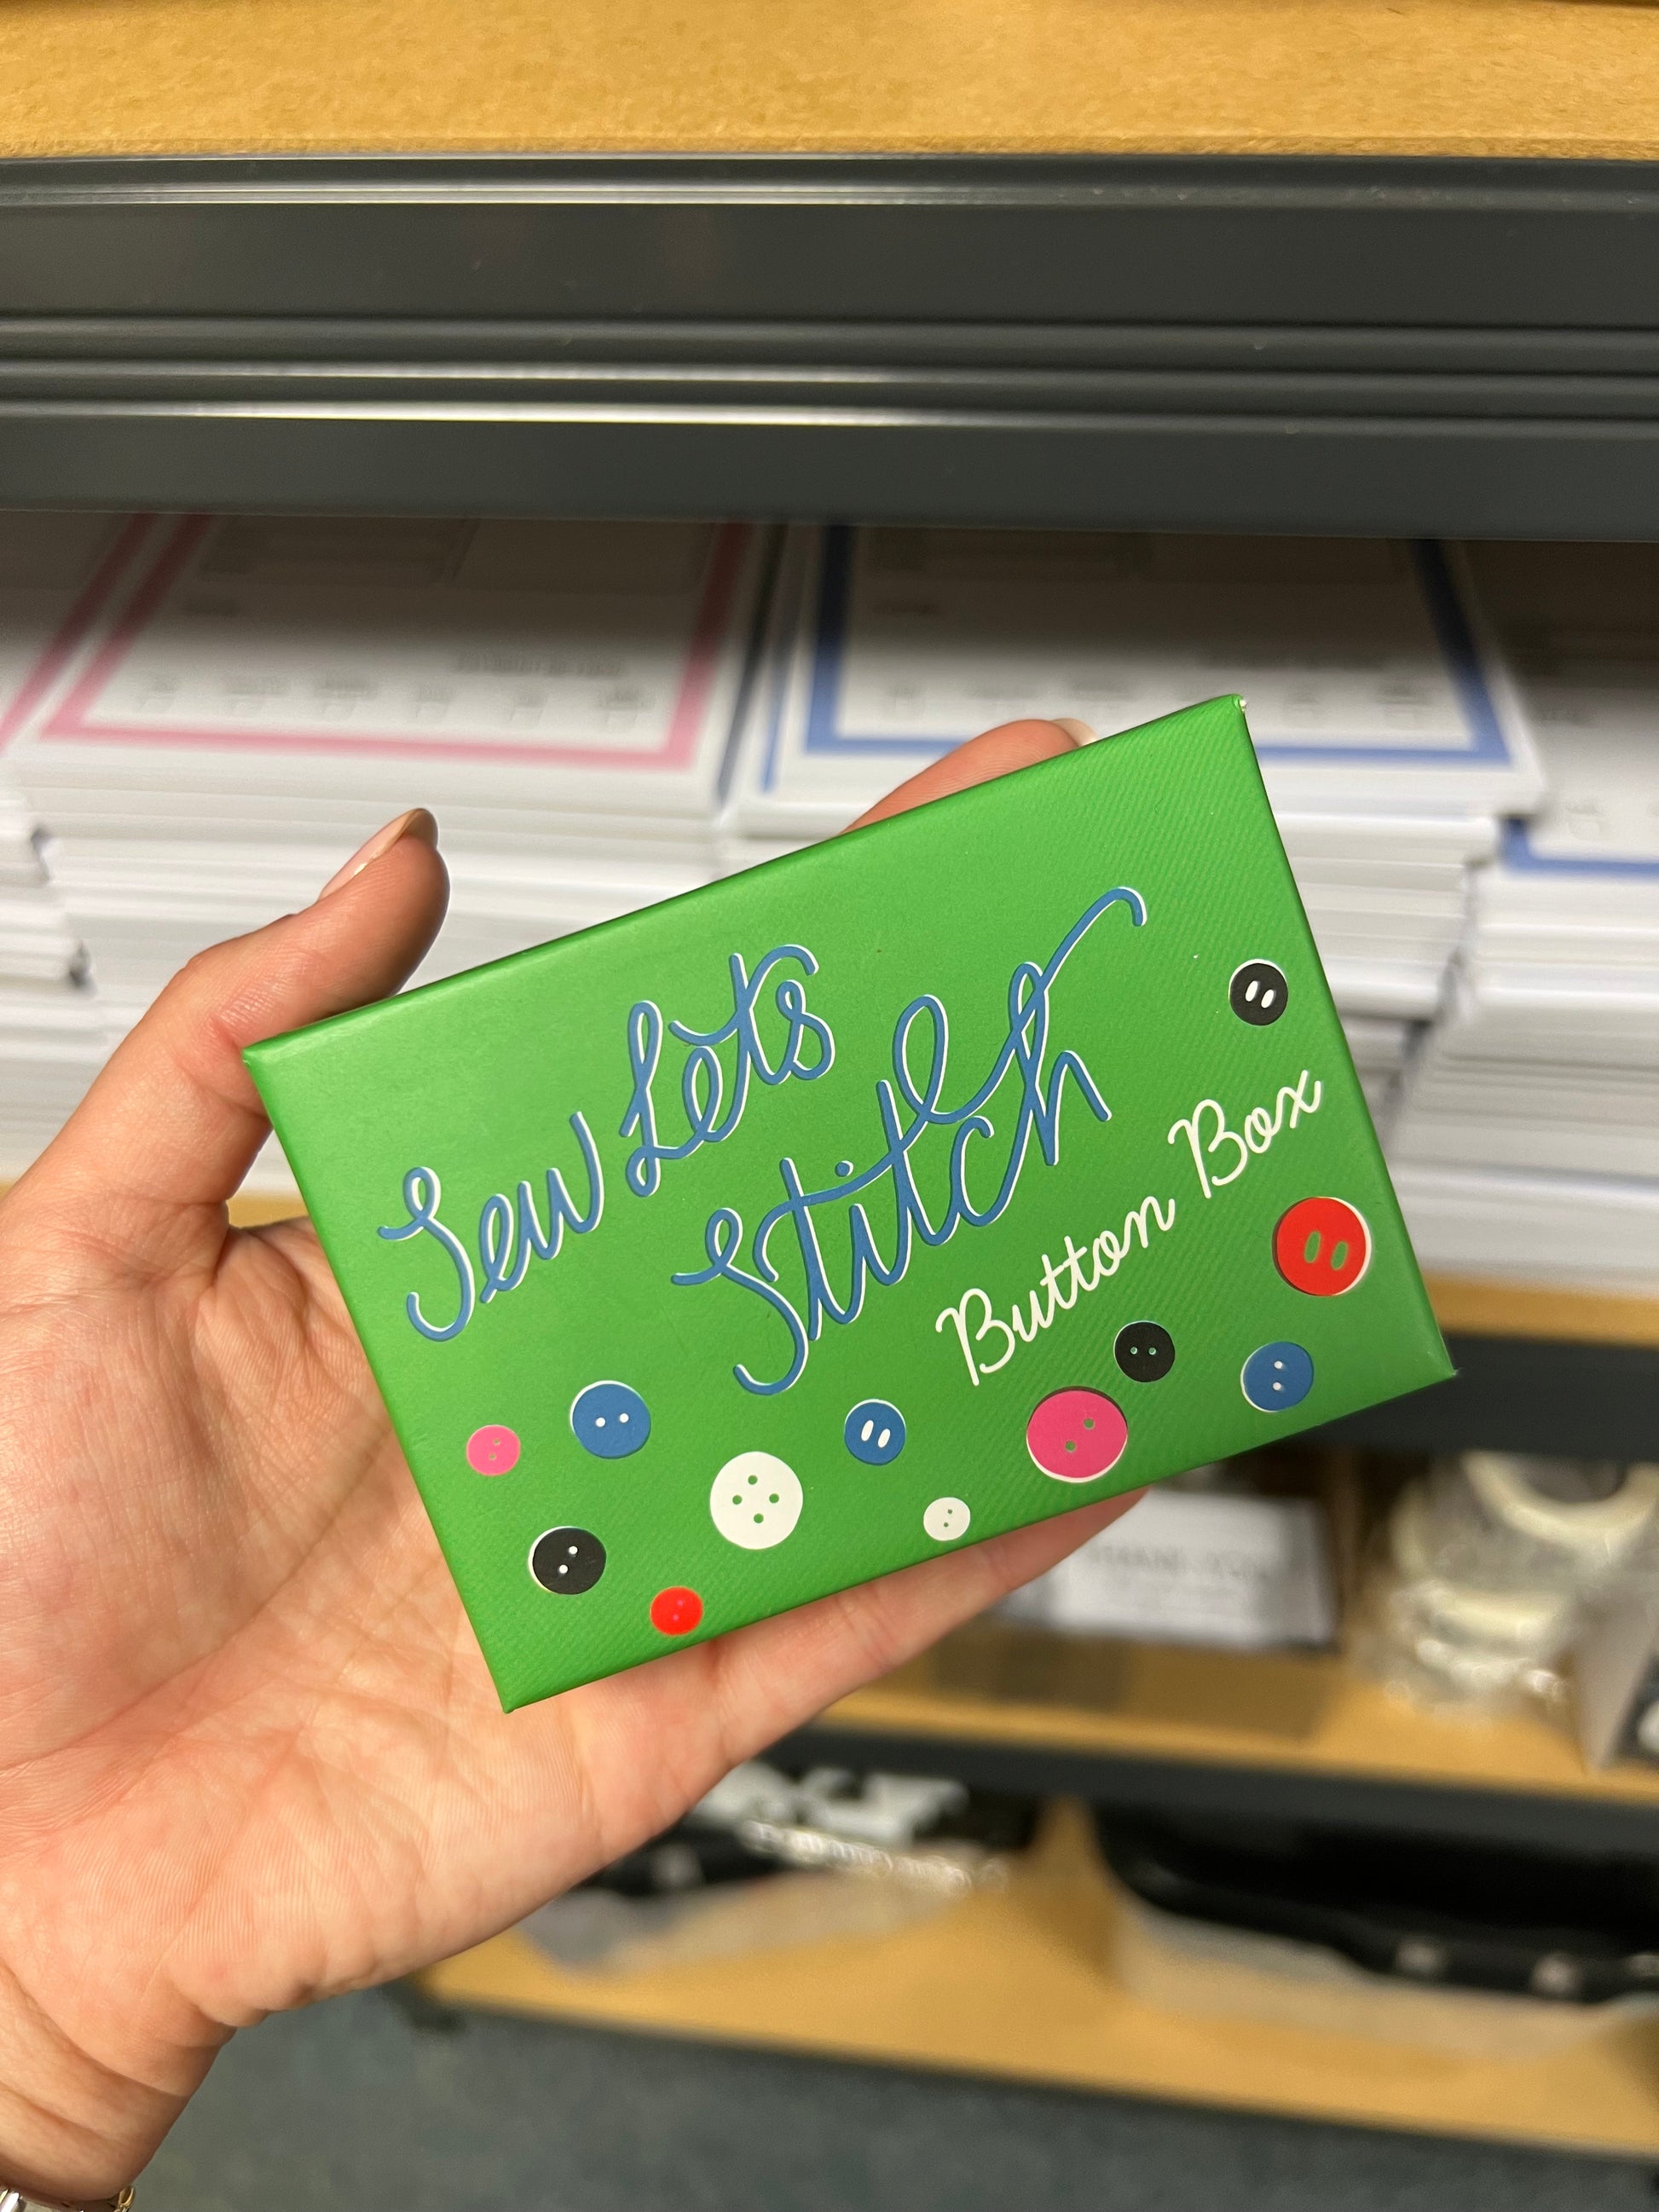 Sew Lets
Stitch
Button Box